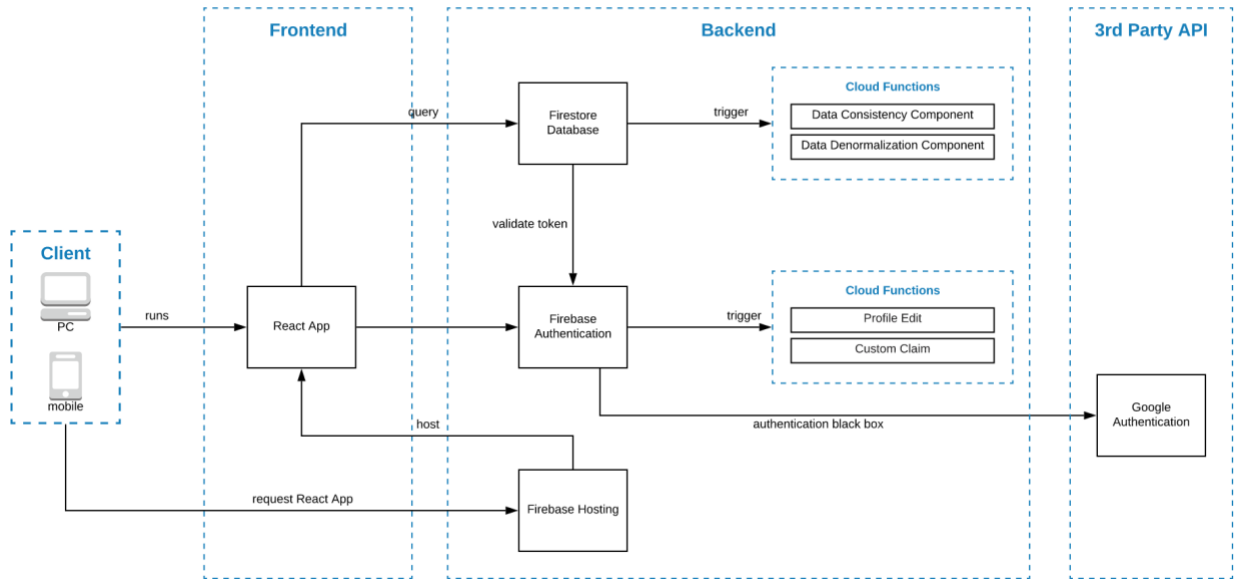 Frontend
Backend
3rd Party API
query
Firestore
Database
trigger
Cloud Functions
Data Consistency Component
Data Denormalization Component
validate token
Client
PC
mobile
runs
React App
Firebase
Authentication
trigger
Cloud Functions
Profile Edit
Custom Claim
host
authentication black box
Google
Authentication
request React App
Firebase Hosting